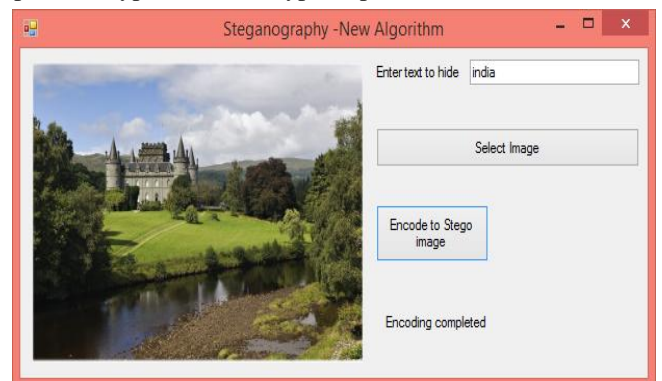 Steganography -New Algorithm
Enter text to hide india
Select Image
Encode to Stego
image
Encoding completed